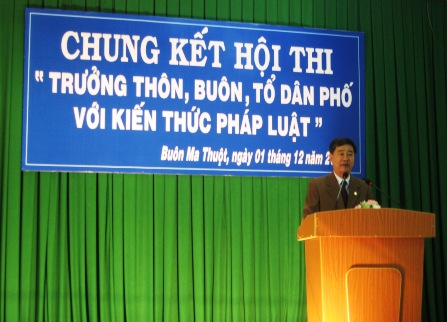 CHUNG KẾT HỘI THI
“ TRƯỞNG THÔN, BUÔN, TỔ DÂN PHỐ
VỚI KIẾN THỨC PHÁP LUẬT ”
Buôn Ma Thuột, ngày 01 tháng 12 năm